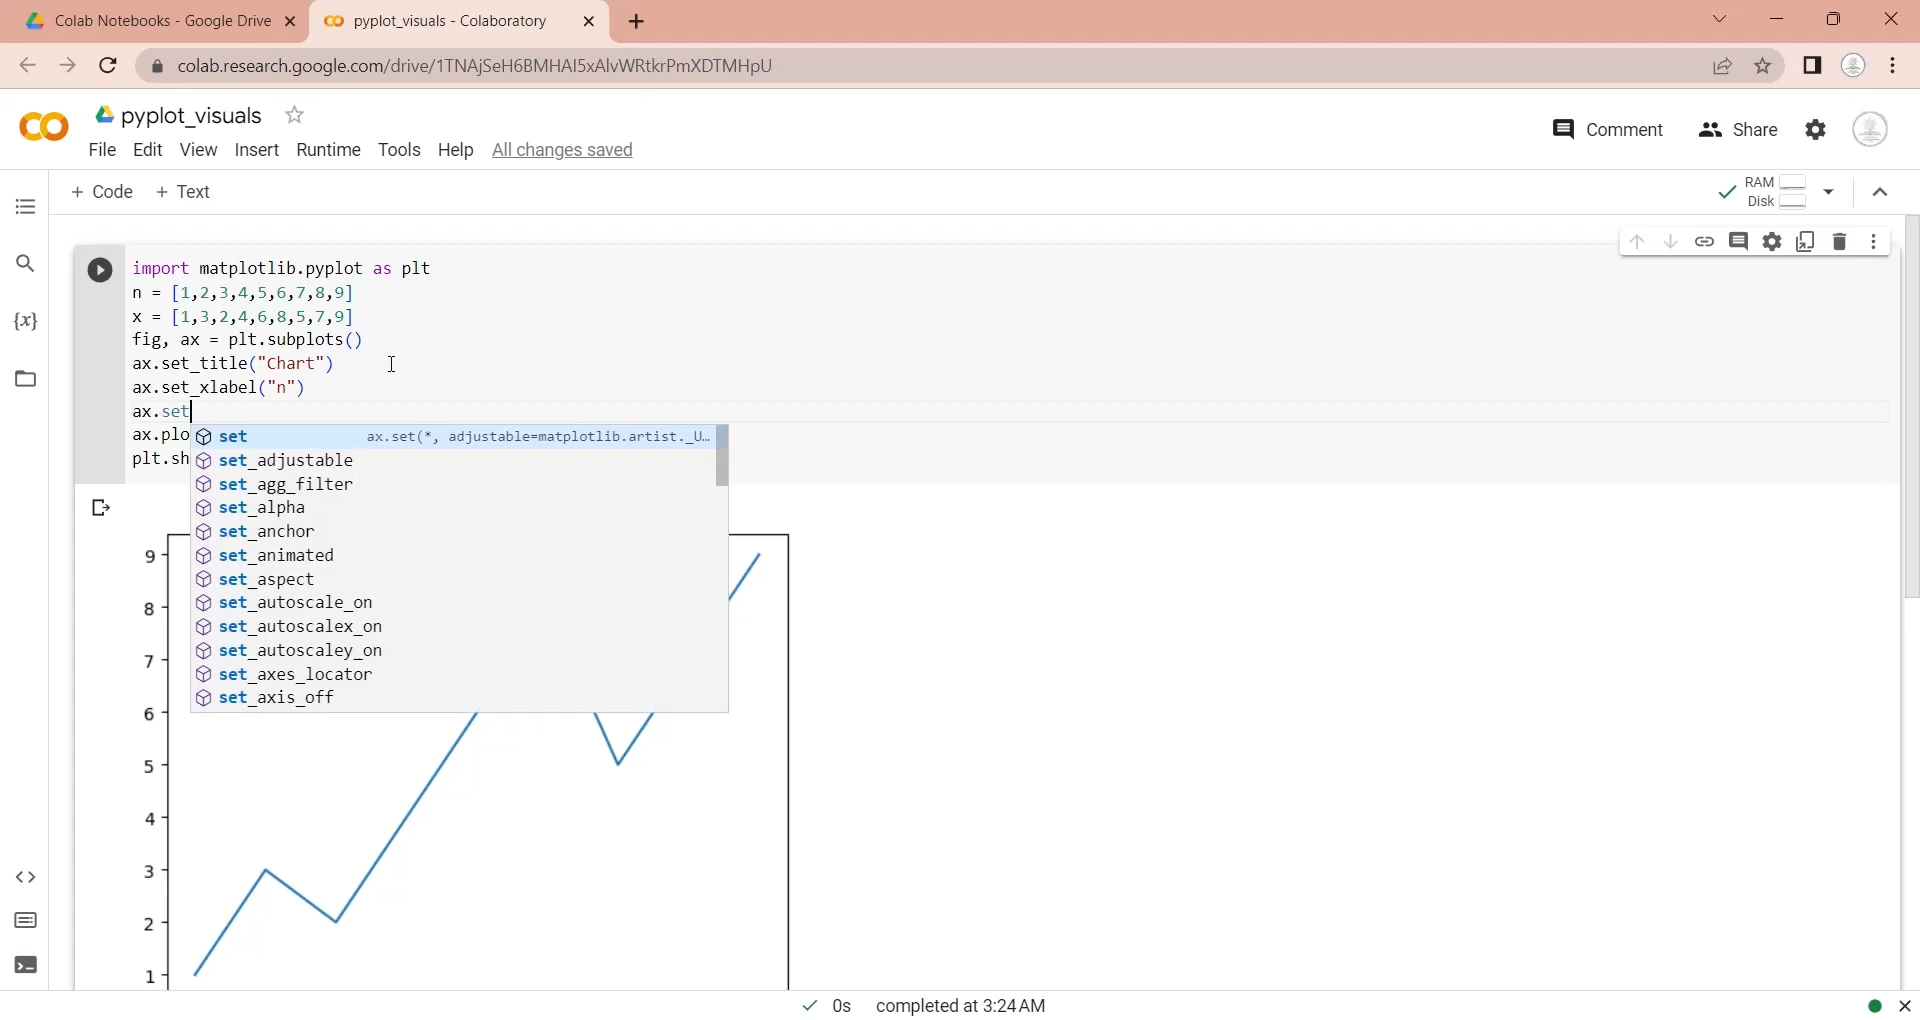 Colab Notebooks - Google Drive
pyplot_visuals - Colaboratory
colab.research.google.com/drive/1TNAjSeH6BMHAI5xAlvWRtkrPmXDTMHpU
pyplot_visuals
File Edit View Insert Runtime Tools Help All changes saved
Comment Share
+ Code + Text
RAM
Disk
import matplotlib.pyplot as plt
n = [1,2,3,4,5,6,7,8,9]
x = [1,3,2,4,6,8,5,7,9]
fig, ax = plt.subplots()
ax.set_title("Chart")
ax.set_xlabel("n")
ax.set
ax.plo
plt.sh
set ax.set(*, adjustable=matplotlib.artist._U…
set_adjustable
set_agg_filter
set_alpha
set_anchor
set_animated
set_aspect
set_autoscale_on
set_autoscalex_on
set_autoscaley_on
set_axes_locator
set_axis_off
{x}
9
8
7
6
5
4
3
2
1
0s completed at 3:24 AM